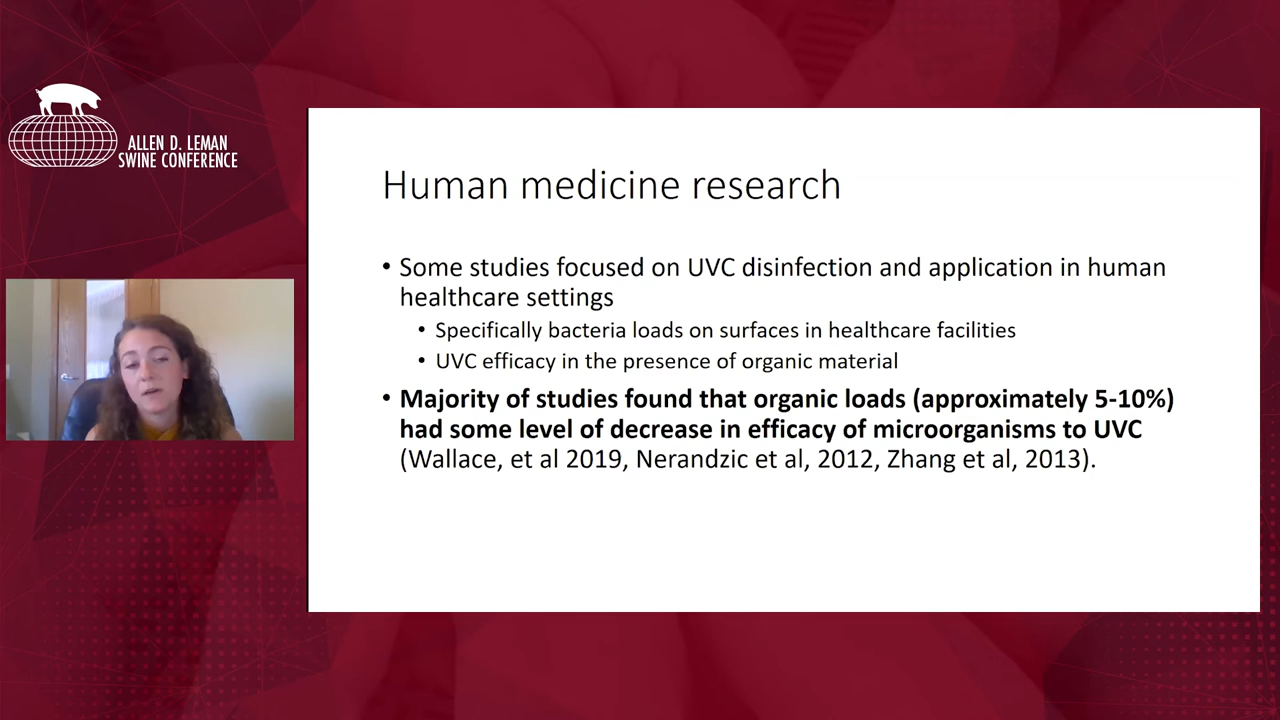 ALLEN D. LEMAN
SWINE CONFERENCE
Human medicine research
• Some studies focused on UVC disinfection and application in human
healthcare settings
• Specifically bacteria loads on surfaces in healthcare facilities
• UVC efficacy in the presence of organic material
• Majority of studies found that organic loads (approximately 5-10%)
had some level of decrease in efficacy of microorganisms to UVC
(Wallace, et al 2019, Nerandzic et al, 2012, Zhang et al, 2013).